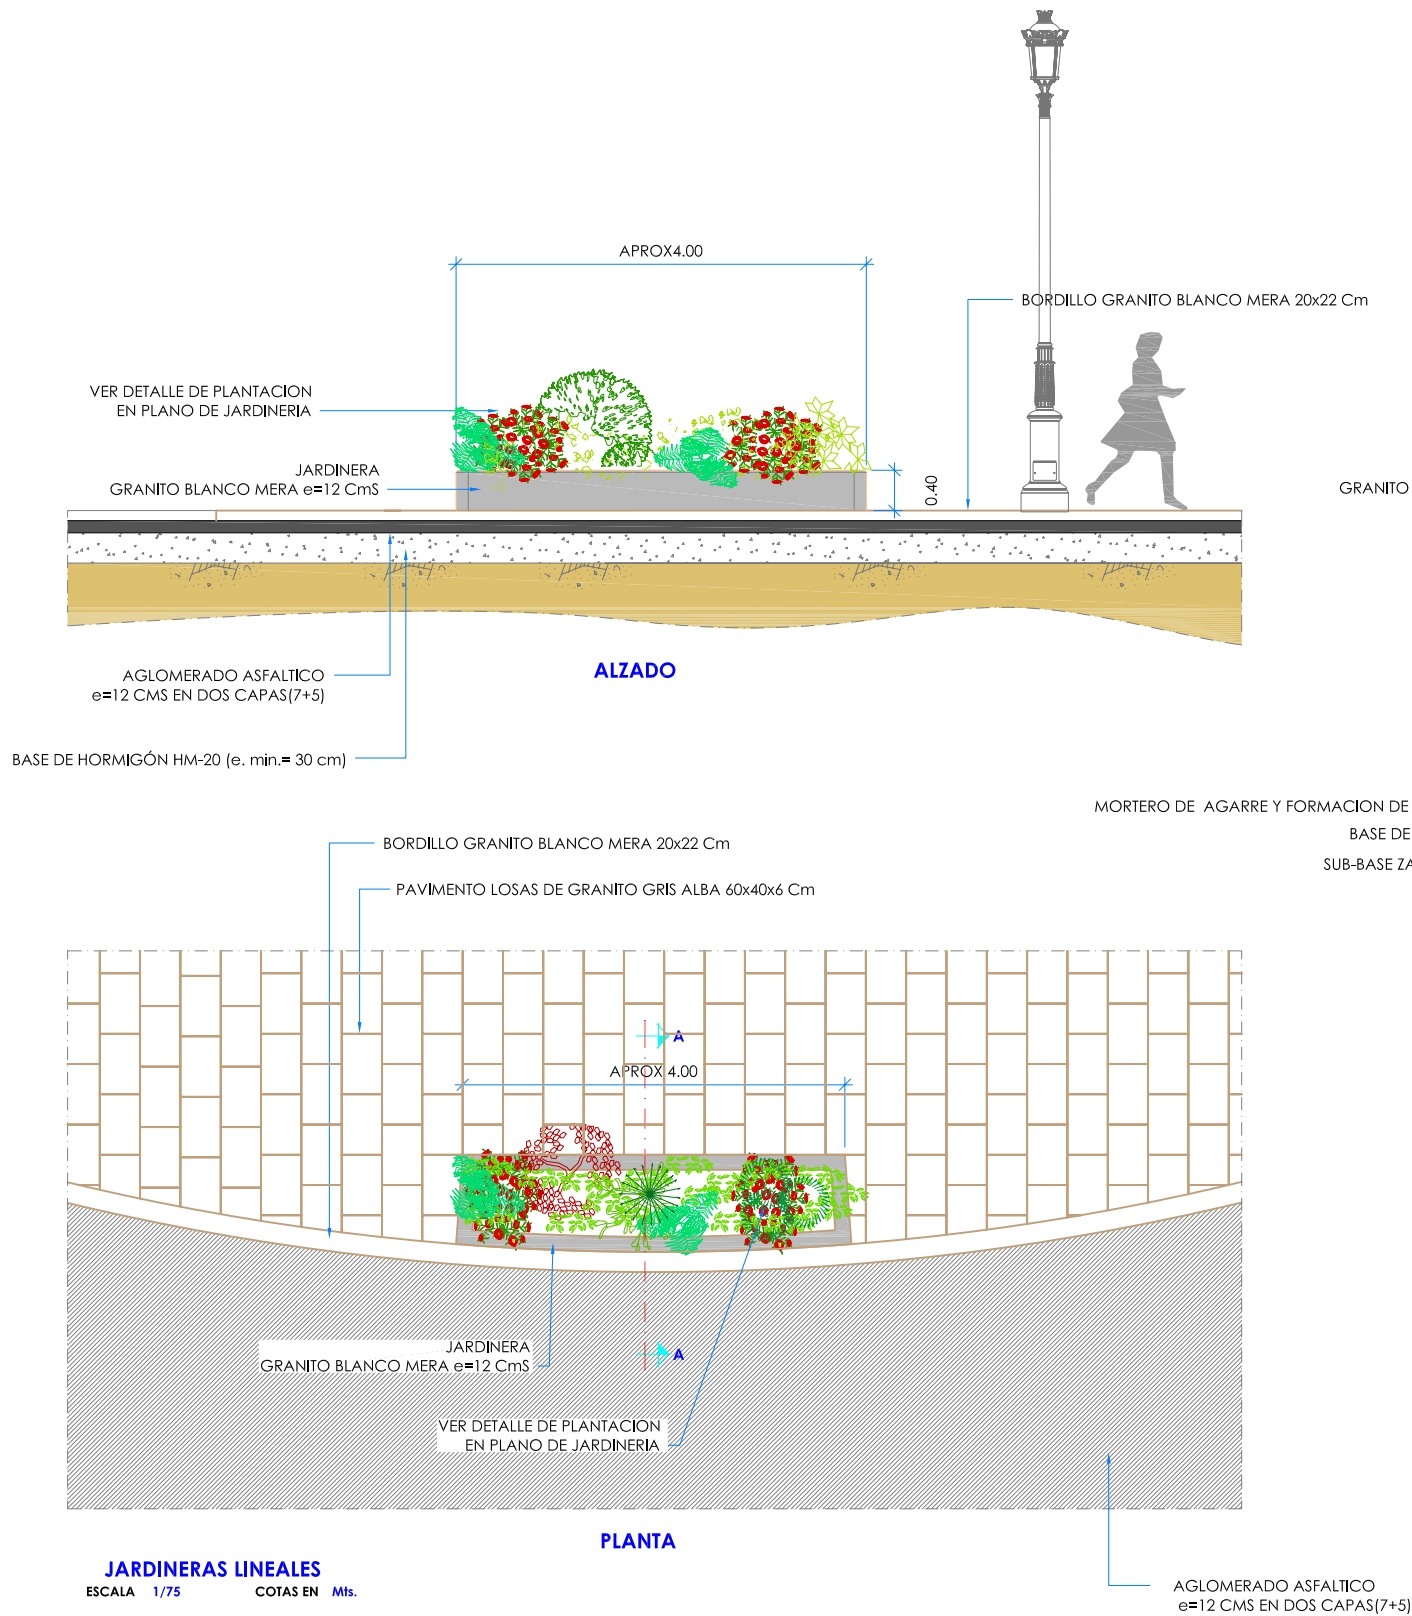 APROX4.00
BORDILLO GRANITO BLANCO MERA 20x22 Cm
VER DETALLE DE PLANTACION
EN PLANO DE JARDINERIA
JARDINERA
GRANITO BLANCO MERA e=12 CmS
0.40
GRANITO
ALZADO
AGLOMERADO ASFALTICO
e=12 CMS EN DOS CAPAS(7+5)
BASE DE HORMIGÓN HM-20 (e. min.= 30 cm)
MORTERO DE AGARRE Y FORMACION DE
BASE DE
SUB-BASE ZA
BORDILLO GRANITO BLANCO MERA 20x22 Cm
PAVIMENTO LOSAS DE GRANITO GRIS ALBA 60x40x6 Cm
A
APROX 4.00
JARDINERA
GRANITO BLANCO MERA e=12 CmS
A
VER DETALLE DE PLANTACION
EN PLANO DE JARDINERIA
PLANTA
JARDINERAS LINEALES
ESCALA 1/75 COTAS EN Mts.
AGLOMERADO ASFALTICO
e=12 CMS EN DOS CAPAS(7+5)